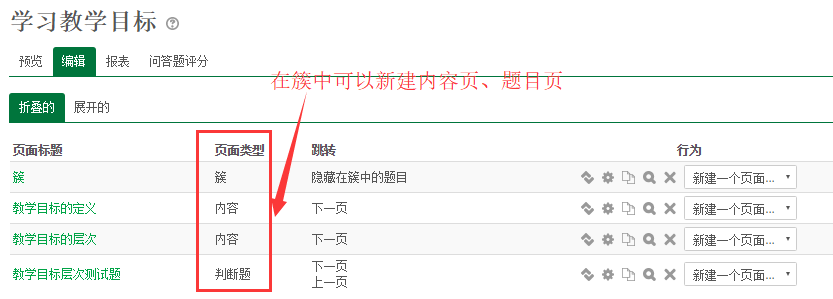 学习教学目标
预览 编辑 报表 问答题评分
在簇中可以新建内容页、题目页
折叠的 展开的
页面标题 页面类型 跳转 行为
簇 簇 隐藏在簇中的题目 新建一个页面...
教学目标的定义 内容 下一页 新建一个页面...
教学目标的层次 内容 下一页 新建一个页面...
教学目标层次测试题 判断题 下一页 新建一个页面...
上一页